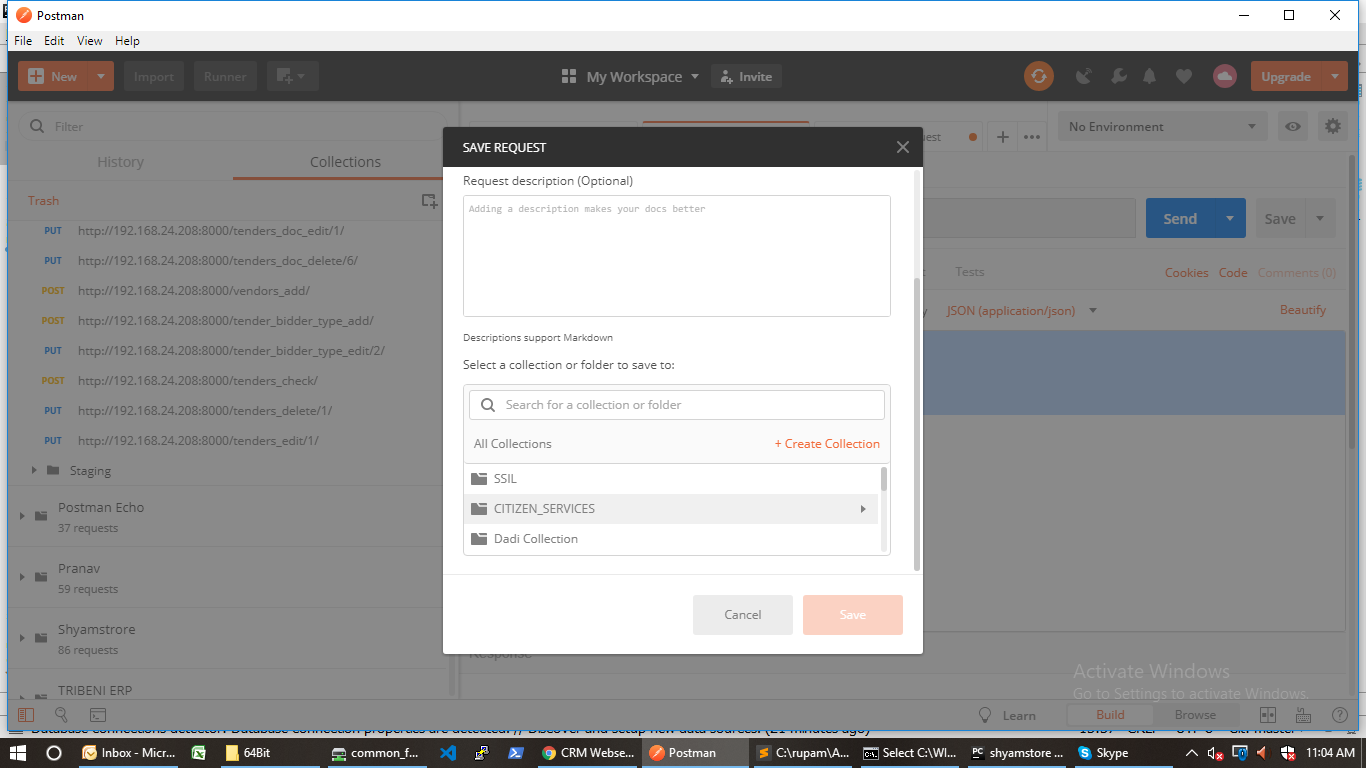 Postman
File Edit View Help
New Import Runner My Workspace Invite Upgrade
Filter
History Collections
Trash
PUT http://192.168.24.208:8000/tenders_doc_edit/1/
PUT http://192.168.24.208:8000/tenders_doc_delete/6/
POST http://192.168.24.208:8000/vendors_add/
POST http://192.168.24.208:8000/tender_bidder_type_add/
PUT http://192.168.24.208:8000/tender_bidder_type_edit/2/
POST http://192.168.24.208:8000/tenders_check/
PUT http://192.168.24.208:8000/tenders_delete/1/
PUT http://192.168.24.208:8000/tenders_edit/1/
Staging
Postman Echo
37 requests
Pranav
59 requests
Shyamstrore
86 requests
TRIBENI ERP
SAVE REQUEST
Request description (Optional)
Adding a description makes your docs better
Descriptions support Markdown
Select a collection or folder to save to:
Search for a collection or folder
All Collections + Create Collection
SSIL
CITIZEN_SERVICES
Dadi Collection
Cancel Save
No Environment
Send Save
Tests Cookies Code Comments (0)
JSON (application/json) Beautify
Response
Activate Windows
Go to Settings to activate Windows.
Learn Build Browse
Inbox - Micr... 64Bit common_f... CRM Webse... Postman C:\rupam\A... Select C:\WI... shyamstore ... Skype 11:04 AM